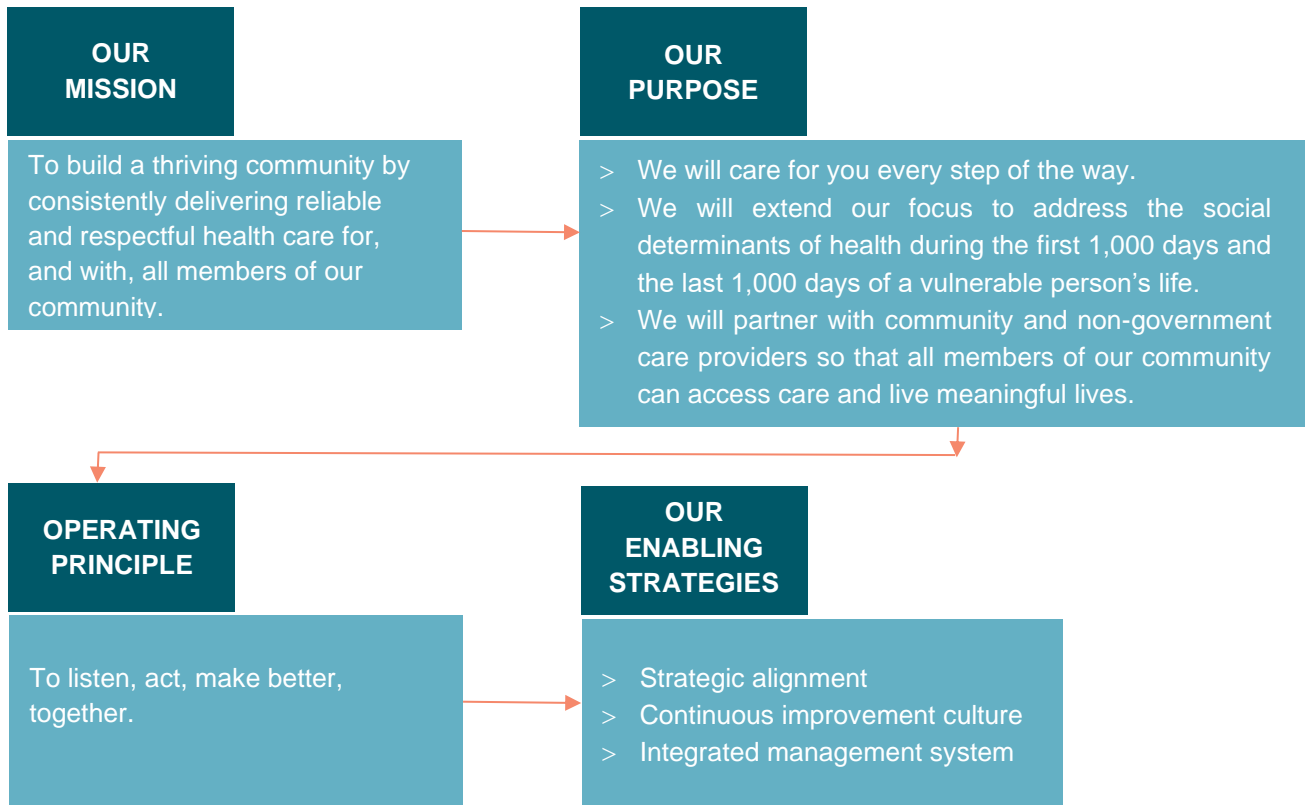 OUR
MISSION
To build a thriving community by
consistently delivering reliable
and respectful health care for,
and with, all members of our
community.
OUR
PURPOSE
> We will care for you every step of the way.
> We will extend our focus to address the social
determinants of health during the first 1,000 days and
the last 1,000 days of a vulnerable person’s life.
> We will partner with community and non-government
care providers so that all members of our community
can access care and live meaningful lives.
OPERATING
PRINCIPLE
To listen, act, make better,
together.
OUR
ENABLING
STRATEGIES
> Strategic alignment
> Continuous improvement culture
> Integrated management system